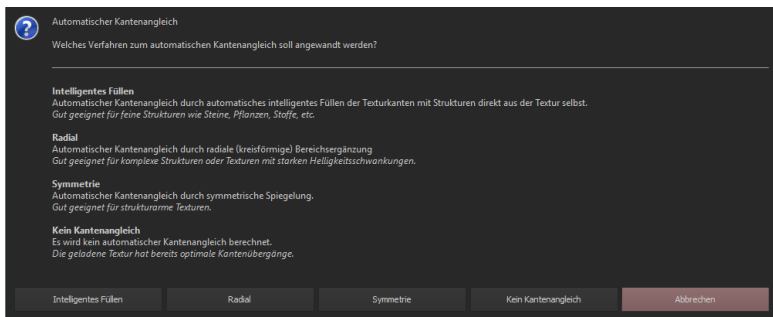 Automatischer Kantenangleich
Welches Verfahren zum automatischen Kantenangleich soll angewandt werden?
Intelligentes Füllen
Automatischer Kantenangleich durch automatisches intelligentes Füllen der Texturkanten mit Strukturen direkt aus der Textur selbst.
Gut geeignet für feine Strukturen wie Steine, Pflanzen, Stoffe, etc.
Radial
Automatischer Kantenangleich durch radiale (kreisförmige) Bereichsergänzung
Gut geeignet für komplexe Strukturen oder Texturen mit starken Helligkeitsschwankungen.
Symmetrie
Automatischer Kantenangleich durch symmetrische Spiegelung.
Gut geeignet für strukturarme Texturen.
Kein Kantenangleich
Es wird kein automatischer Kantenangleich berechnet.
Die geladene Textur hat bereits optimale Kantenübergänge.
Intelligentes Füllen Radial Symmetrie Kein Kantenangleich Abbrechen